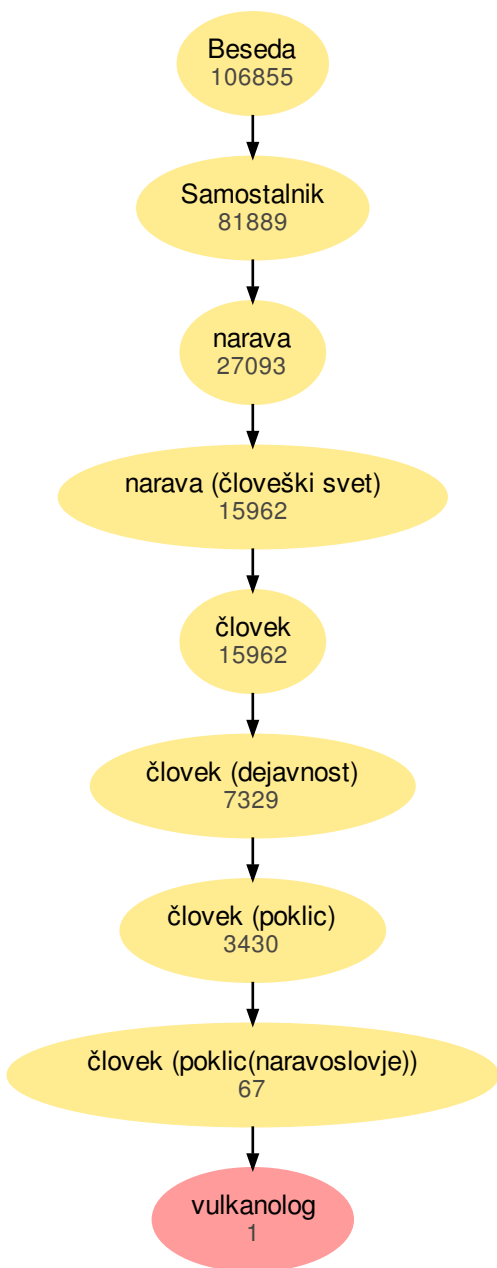 Beseda
106855
Samostalnik
81889
narava
27093
narava (človeški svet)
15962
človek
15962
človek (dejavnost)
7329
človek (poklic)
3430
človek (poklic(naravoslovje))
67
vulkanolog
1